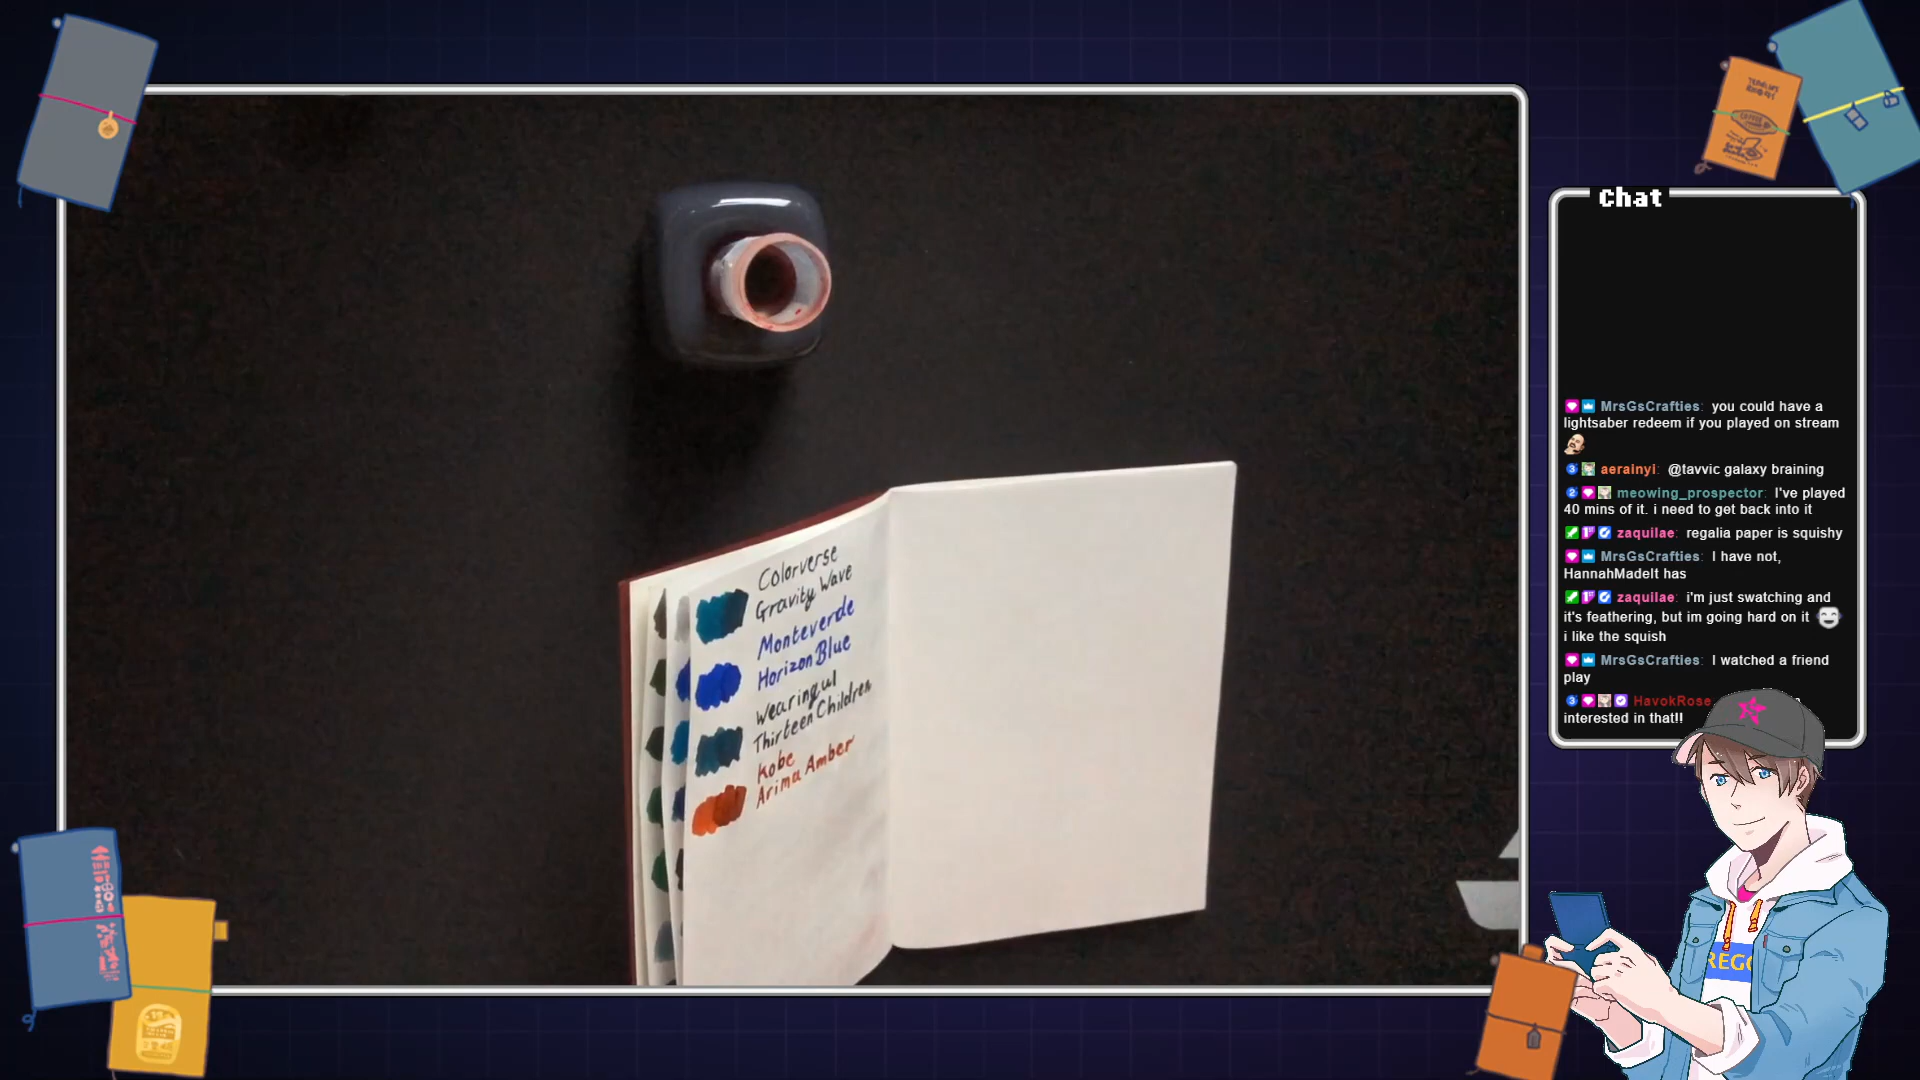 chat
MrsGsCrafties: you could have a
lightsaber redeem if you played on stream
aerainyi: @tavvic galaxy braining
meowing_prospector: I've played
40 mins of it. i need to get back into it
zaquilae: regalia paper is squishy
MrsGsCrafties: I have not,
HannahMadeIt has
zaquilae: i'm just swatching and
it's feathering, but im going hard on it
i like the squish
MrsGsCrafties: I watched a friend
play
HavokRose
interested in that!!
Colorverse
Gravity Wave
Monteverde
Horizon Blue
Wearingul
Thirteen Children
Kobe
Arima Amber
REGO